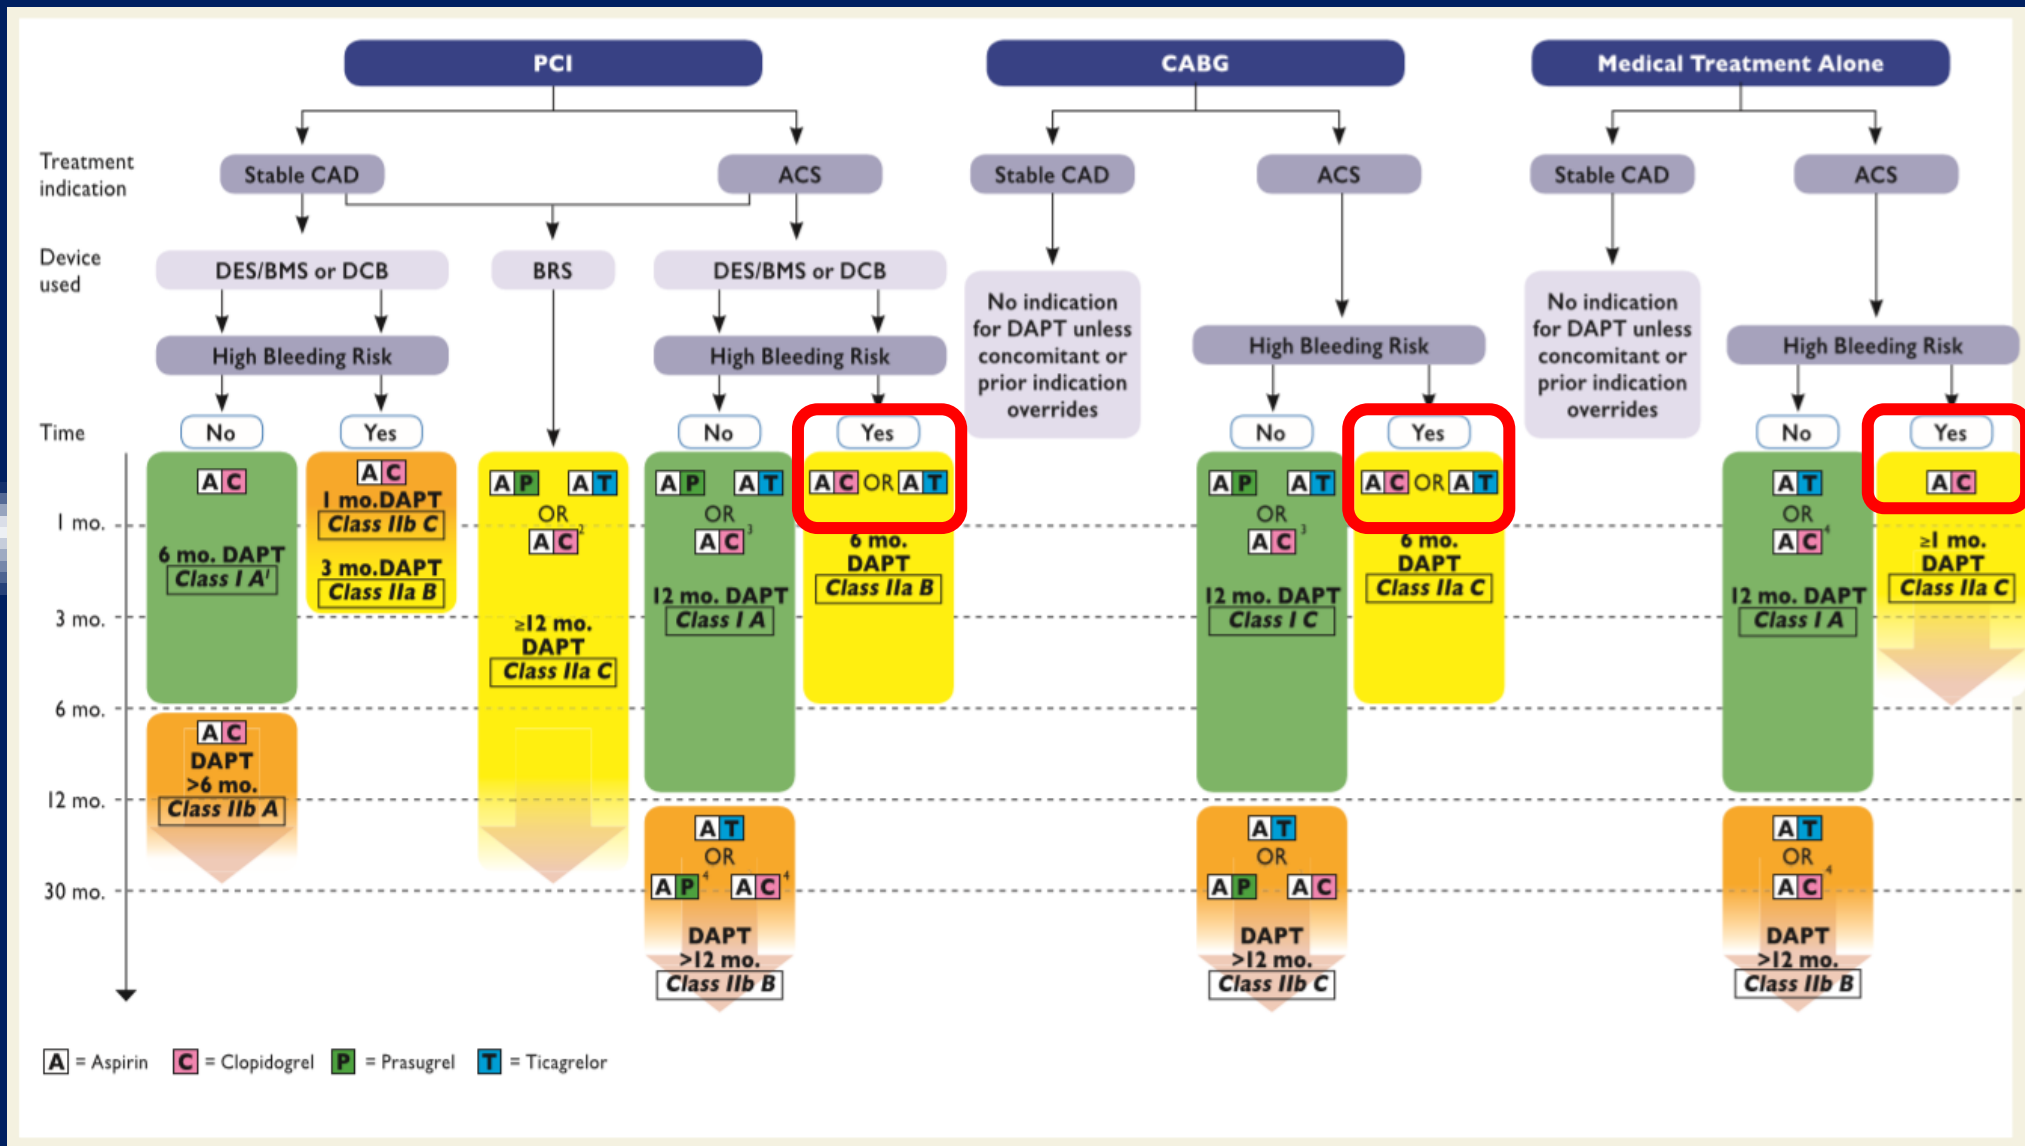 PCI
CABG
Medical Treatment Alone
Treatment
indication
Stable CAD
ACS
Stable CAD
ACS
Stable CAD
ACS
Device
used
DES/BMS or DCB
BRS
DES/BMS or DCB
No indication
for DAPT unless
concomitant or
prior indication
overrides
No indication
for DAPT unless
concomitant or
prior indication
overrides
High Bleeding Risk
High Bleeding Risk
High Bleeding Risk
High Bleeding Risk
Time
No
Yes
No
Yes
No
Yes
No
Yes
1 mo.
3 mo.
6 mo.
12 mo.
30 mo.
A C
6 mo. DAPT
Class I A1
A C
DAPT
>6 mo.
Class IIb A
A C
1 mo.DAPT
Class IIb C
3 mo.DAPT
Class IIa B
A P A T
OR
A C 2
≥12 mo.
DAPT
Class IIa C
A P A T
OR
A C 3
12 mo. DAPT
Class I A
A T
OR
A P 4 A C 4
DAPT
>12 mo.
Class IIb B
A C OR A T
6 mo.
DAPT
Class IIa B
A P A T
OR
A C 3
12 mo. DAPT
Class I C
A T
OR
A P A C
DAPT
>12 mo.
Class IIb C
A C OR A T
6 mo.
DAPT
Class IIa C
A T
OR
A C 4
12 mo. DAPT
Class I A
A T
OR
A C 4
DAPT
>12 mo.
Class IIb B
A C
≥1 mo.
DAPT
Class IIa C
A = Aspirin C = Clopidogrel P = Prasugrel T = Ticagrelor